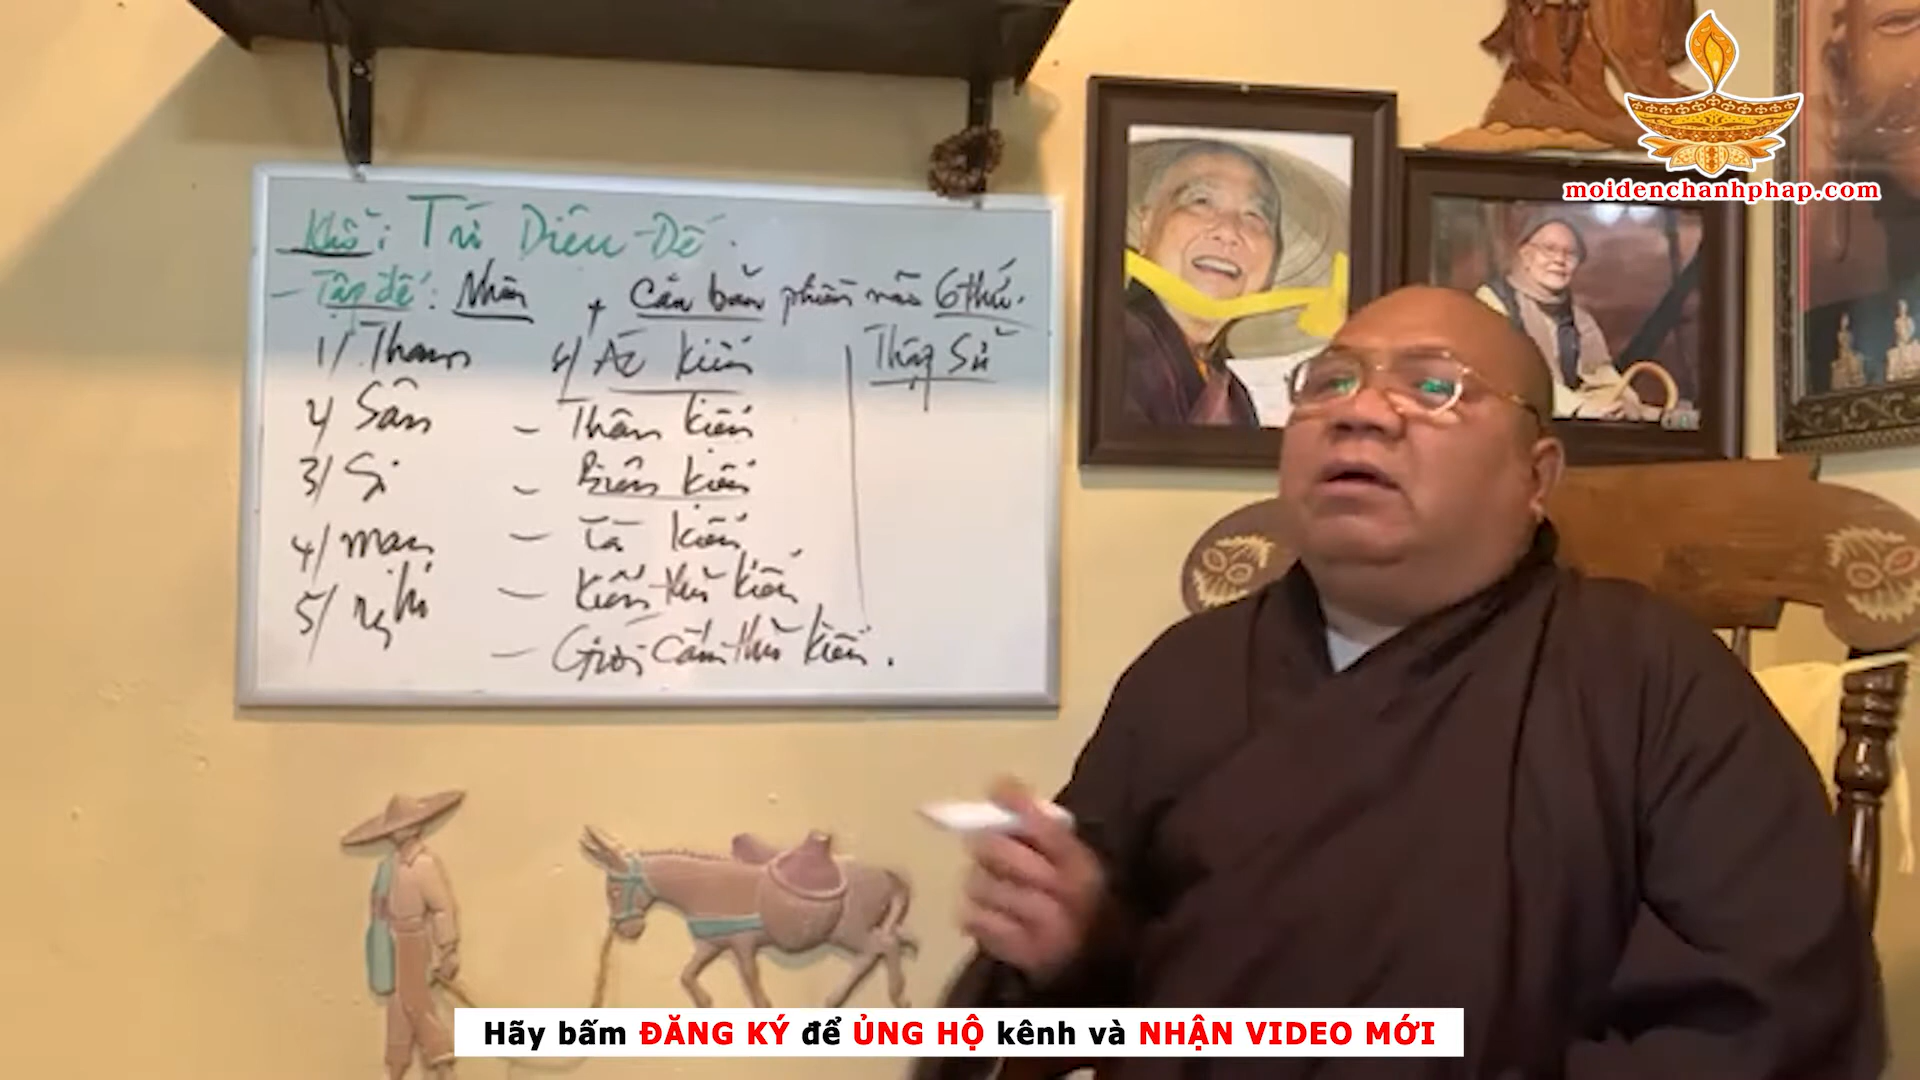 moidenchanhphap.com
Khổ: Tứ Diệu Đế.
- Tập đế: Nhân + Căn bản phiền não 6 thứ.
1/ Tham
2/ Sân
3/ Si
4/ mạn
5/ nghi
6/ Ác kiến
- Thân kiến
- Biên kiến
- Tà kiến
- Kiến thủ kiến
- Giới cấm thủ kiến.
Thập Sử
Hãy bấm ĐĂNG KÝ để ỦNG HỘ kênh và NHẬN VIDEO MỚI